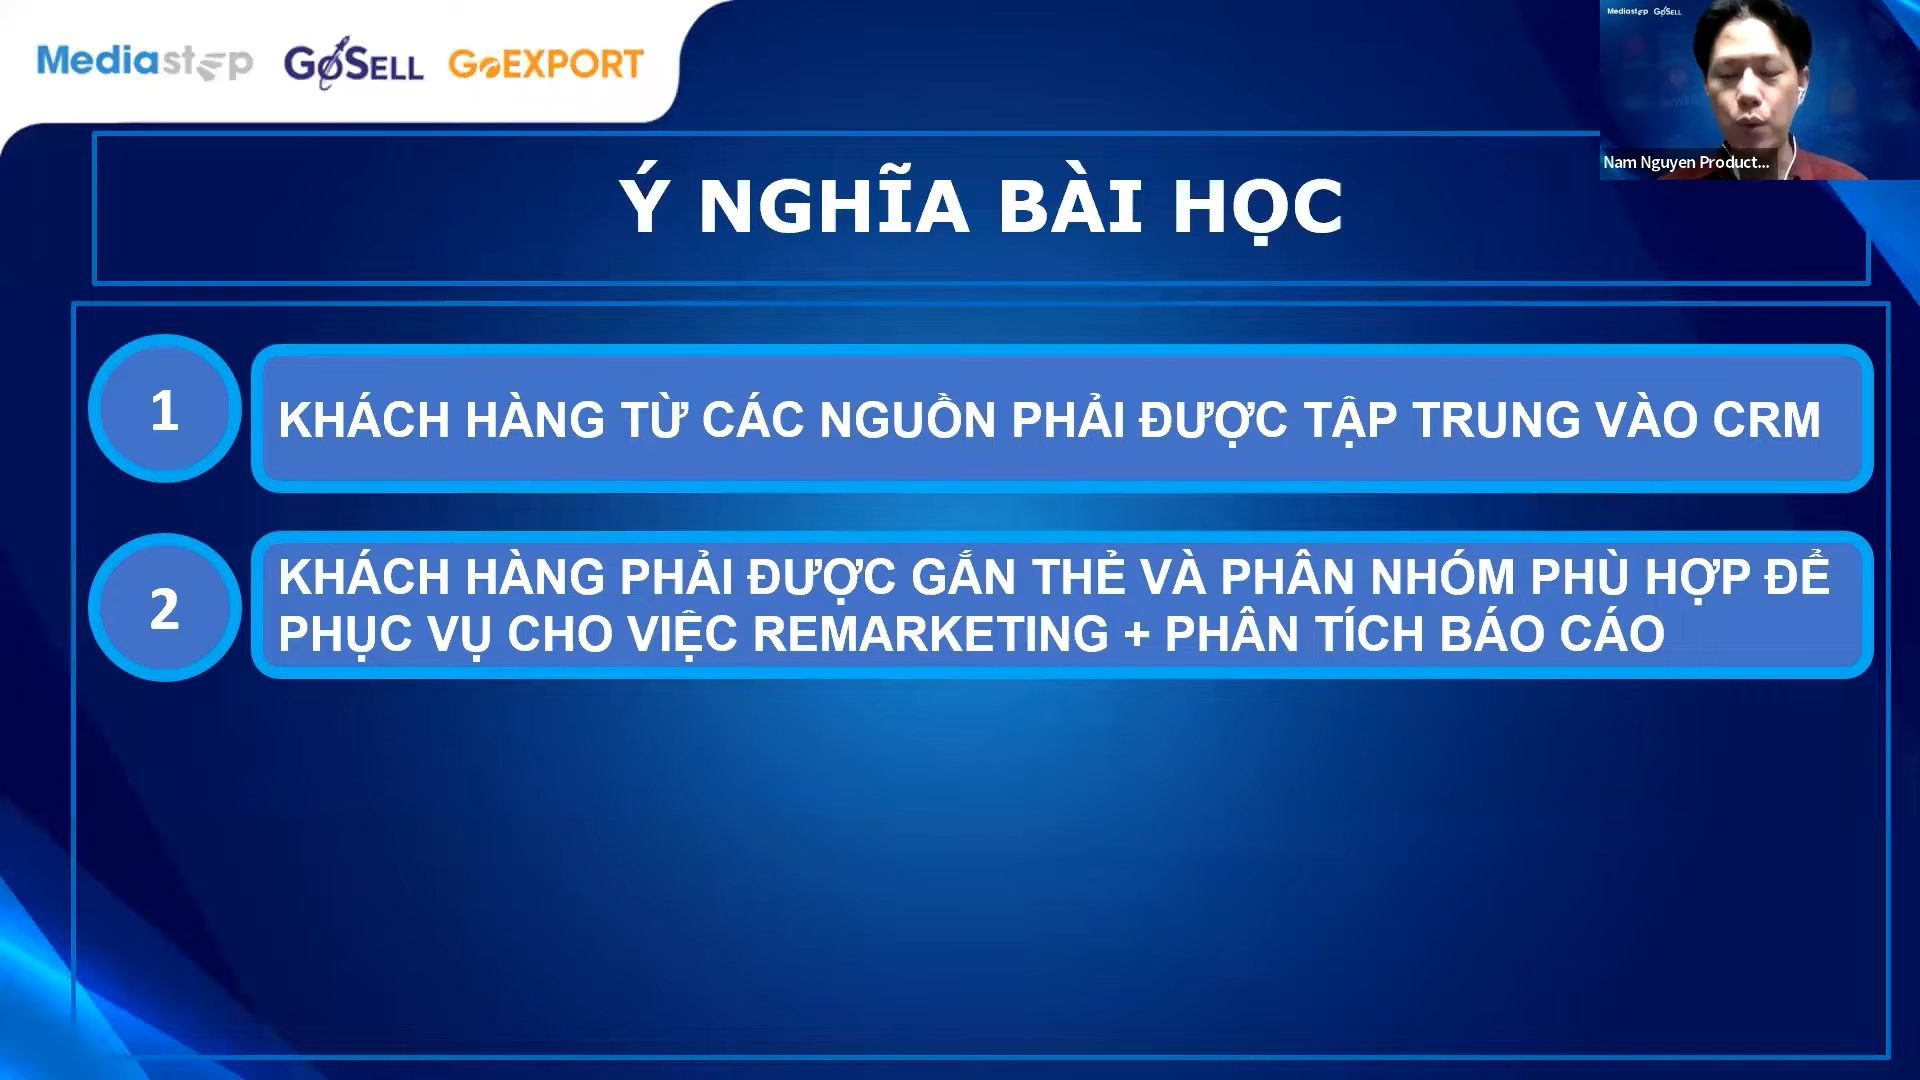 Mediastep GoSELL GoEXPORT
Mediastep GoSELL
Nam Nguyen Product...
Ý NGHĨA BÀI HỌC
1
KHÁCH HÀNG TỪ CÁC NGUỒN PHẢI ĐƯỢC TẬP TRUNG VÀO CRM
2
KHÁCH HÀNG PHẢI ĐƯỢC GẮN THẺ VÀ PHÂN NHÓM PHÙ HỢP ĐỂ
PHỤC VỤ CHO VIỆC REMARKETING + PHÂN TÍCH BÁO CÁO